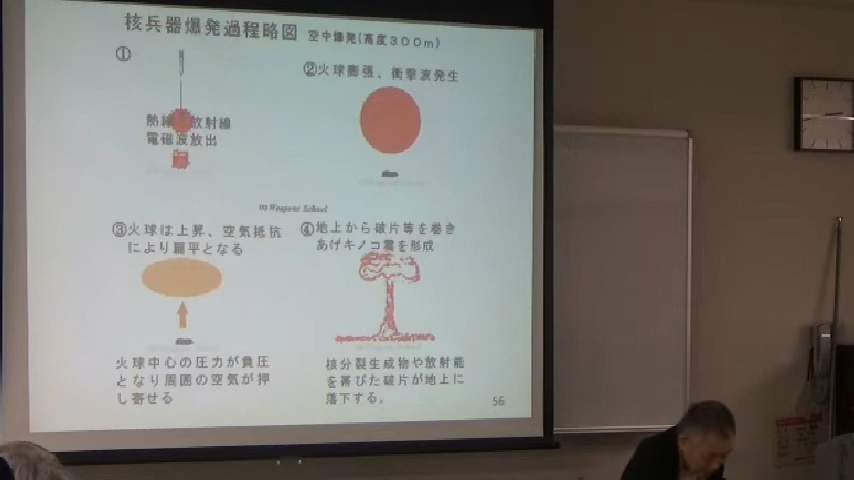 核兵器爆発過程略図 空中爆発(高度300m)
①
熱線 放射線
電磁波放出
②火球膨張、衝撃波発生
00 Weapons School
③火球は上昇、空気抵抗
により扁平となる
火球中心の圧力が負圧
となり周囲の空気が押
し寄せる
④地上から破片等を巻き
あげキノコ雲を形成
核分裂生成物や放射能
を帯びた破片が地上に
落下する。
56